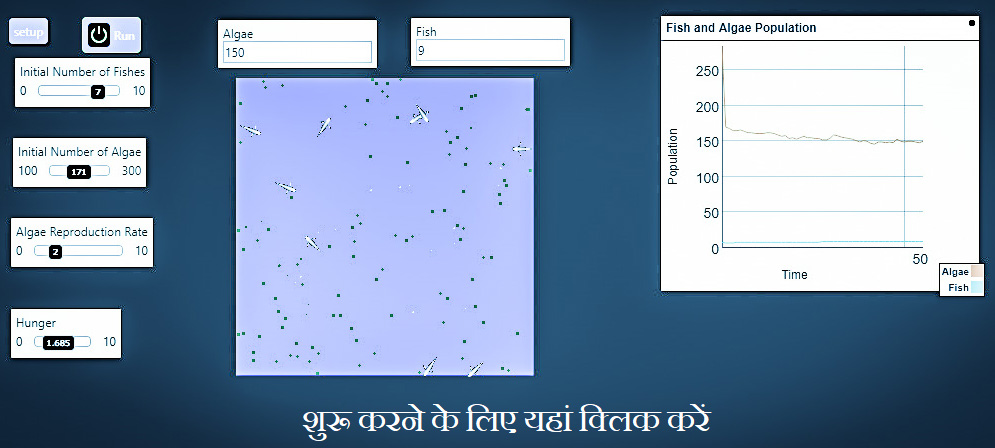 setup
Run
Initial Number of Fishes
0 7 10
Initial Number of Algae
100 171 300
Algae Reproduction Rate
0 2 10
Hunger
0 1.685 10
Algae
150
Fish
9
Fish and Algae Population
Population
250
200
150
100
50
0
50
Time
Algae
Fish
शुरू करने के लिए यहां क्लिक करें